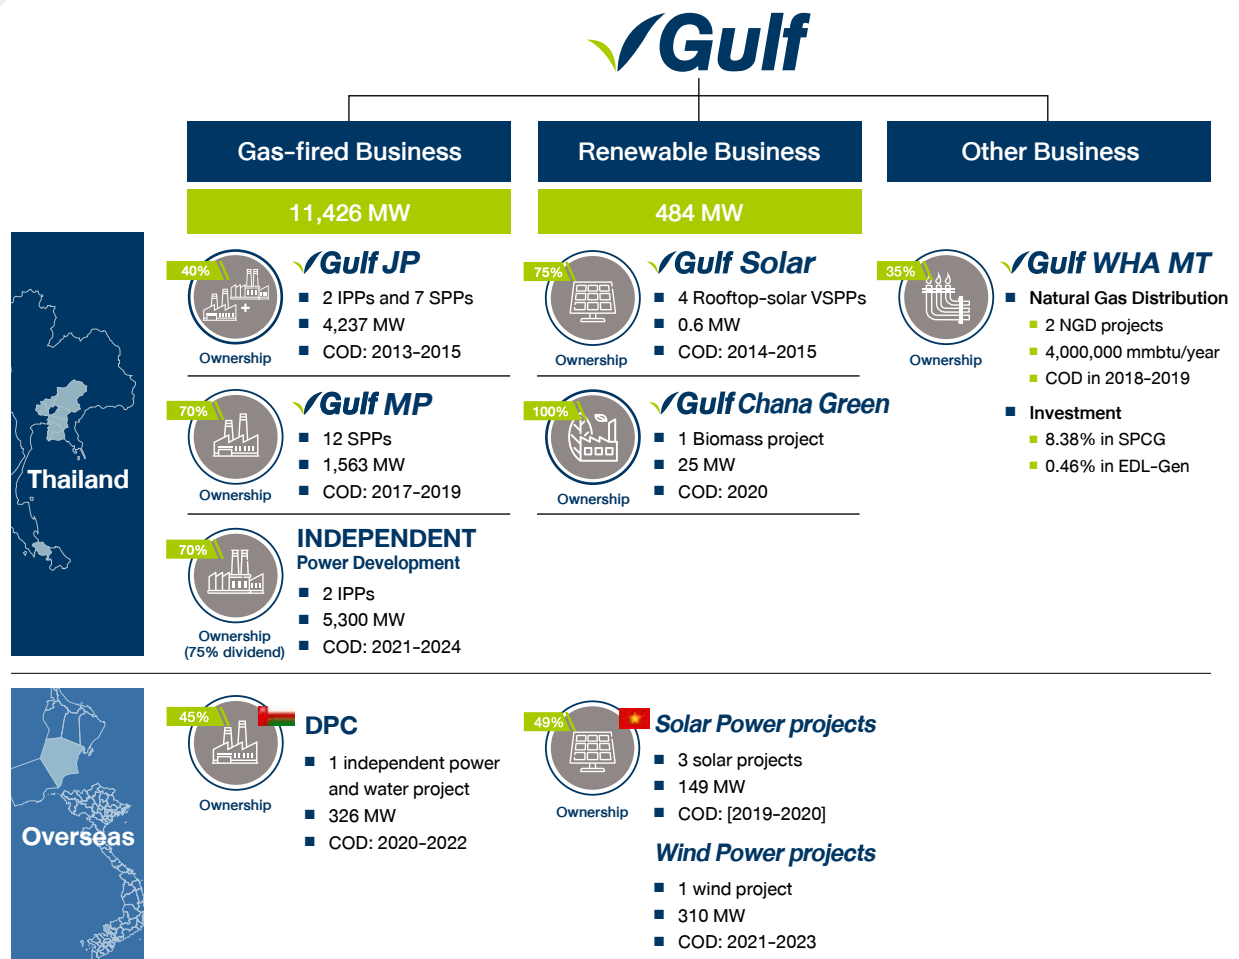 Gulf
Gas-fired Business
Renewable Business
Other Business
11,426 MW
484 MW
Thailand
40%
Ownership
Gulf JP
2 IPPs and 7 SPPs
4,237 MW
COD: 2013-2015
75%
Ownership
Gulf Solar
4 Rooftop-solar VSPPs
0.6 MW
COD: 2014-2015
35%
Ownership
Gulf WHA MT
Natural Gas Distribution
2 NGD projects
4,000,000 mmbtu/year
COD in 2018-2019
Investment
8.38% in SPCG
0.46% in EDL-Gen
70%
Ownership
Gulf MP
12 SPPs
1,563 MW
COD: 2017-2019
100%
Ownership
Gulf Chana Green
1 Biomass project
25 MW
COD: 2020
70%
Ownership
(75% dividend)
INDEPENDENT
Power Development
2 IPPs
5,300 MW
COD: 2021-2024
Overseas
45%
Ownership
DPC
1 independent power
and water project
326 MW
COD: 2020-2022
49%
Ownership
Solar Power projects
3 solar projects
149 MW
COD: [2019-2020]
Wind Power projects
1 wind project
310 MW
COD: 2021-2023